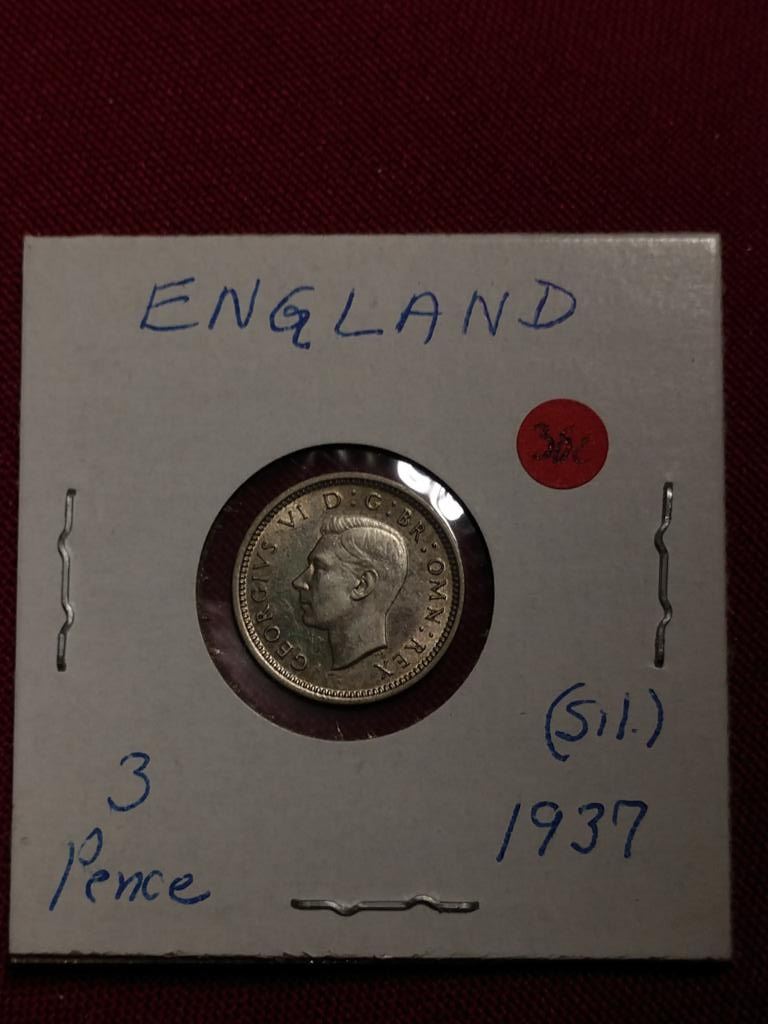 ENGLAND
GEORGIVS VI D:G:BR:OMN:REX
(Sil.)
3
1937
Pence